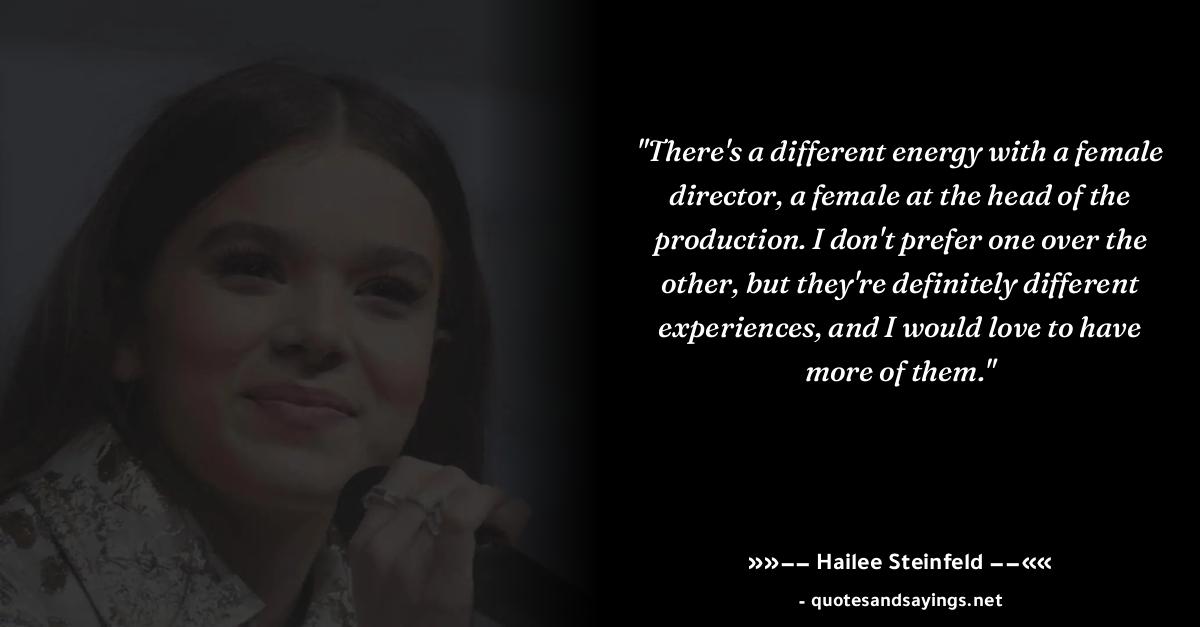 "There's a different energy with a female
director, a female at the head of the
production. I don't prefer one over the
other, but they're definitely different
experiences, and I would love to have
more of them."
»»−− Hailee Steinfeld −−««
- quotesandsayings.net